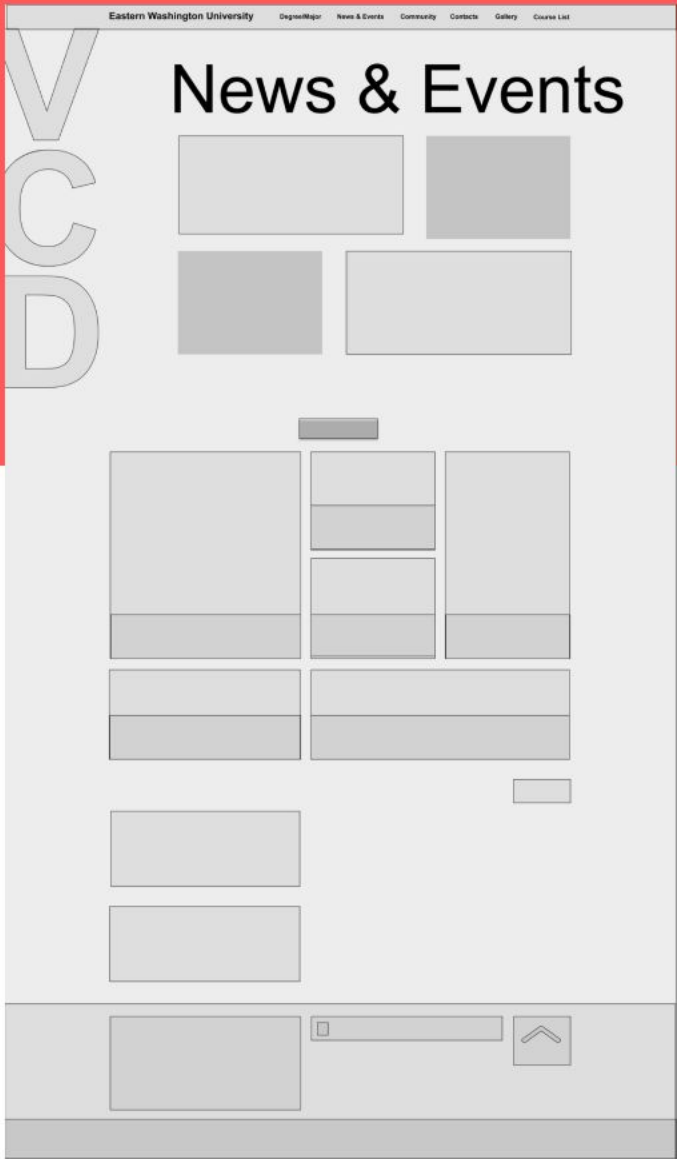 Eastern Washington University Degree/Major News & Events Community Contacts Gallery Course List
News & Events
V
C
D